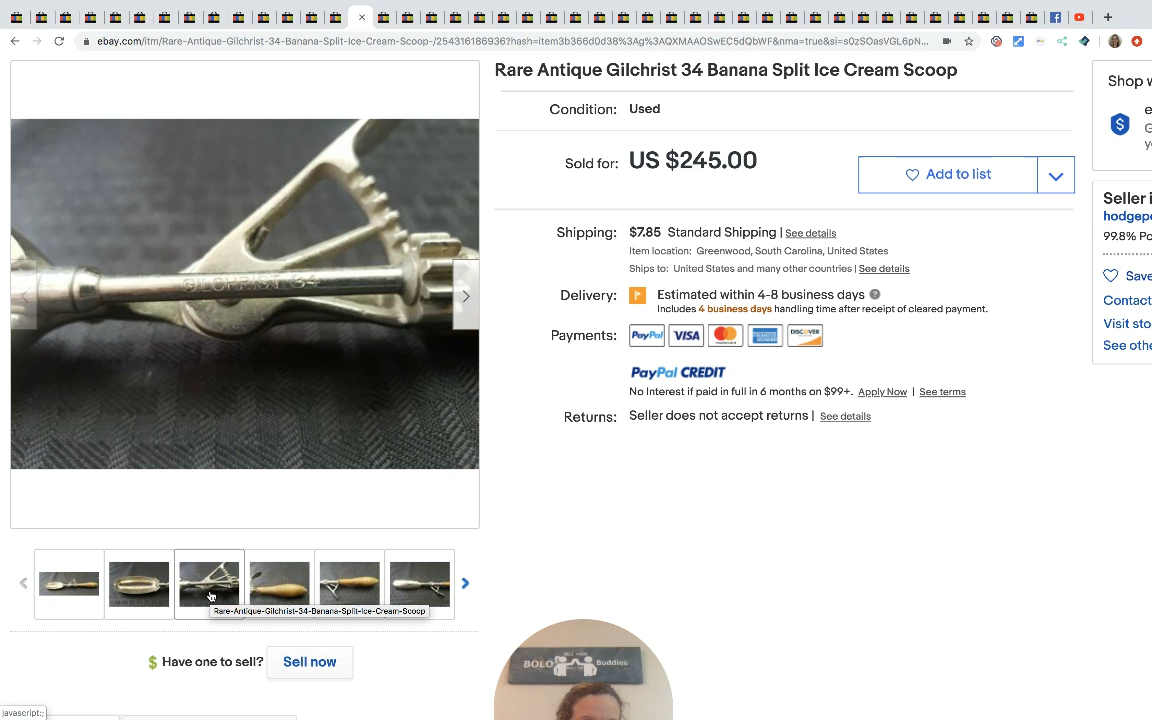 ebay.com/itm/Rare-Antique-Gilchrist-34-Banana-Split-Ice-Cream-Scoop-/254316186936?hash=item3b366d0d38%3Ag%3AQXMAAOSwEC5dQbWF&nma=true&si=s0zSOasVGL6pN...
Rare Antique Gilchrist 34 Banana Split Ice Cream Scoop
Condition: Used
Sold for: US $245.00
Add to list
Shipping: $7.85 Standard Shipping | See details
Item location: Greenwood, South Carolina, United States
Ships to: United States and many other countries | See details
Delivery: Estimated within 4-8 business days ?
Includes 4 business days handling time after receipt of cleared payment.
Payments: PayPal VISA MasterCard AMERICAN EXPRESS DISCOVER
PayPal CREDIT
No Interest if paid in full in 6 months on $99+. Apply Now | See terms
Returns: Seller does not accept returns | See details
Shop w
$
e
G
y
Seller i
hodgep
99.8% Po
Save
Contact
Visit sto
See othe
GILCHRIST 34
Rare-Antique-Gilchrist-34-Banana-Split-Ice-Cream-Scoop
$ Have one to sell? Sell now
BOLO Buddies
javascript:;